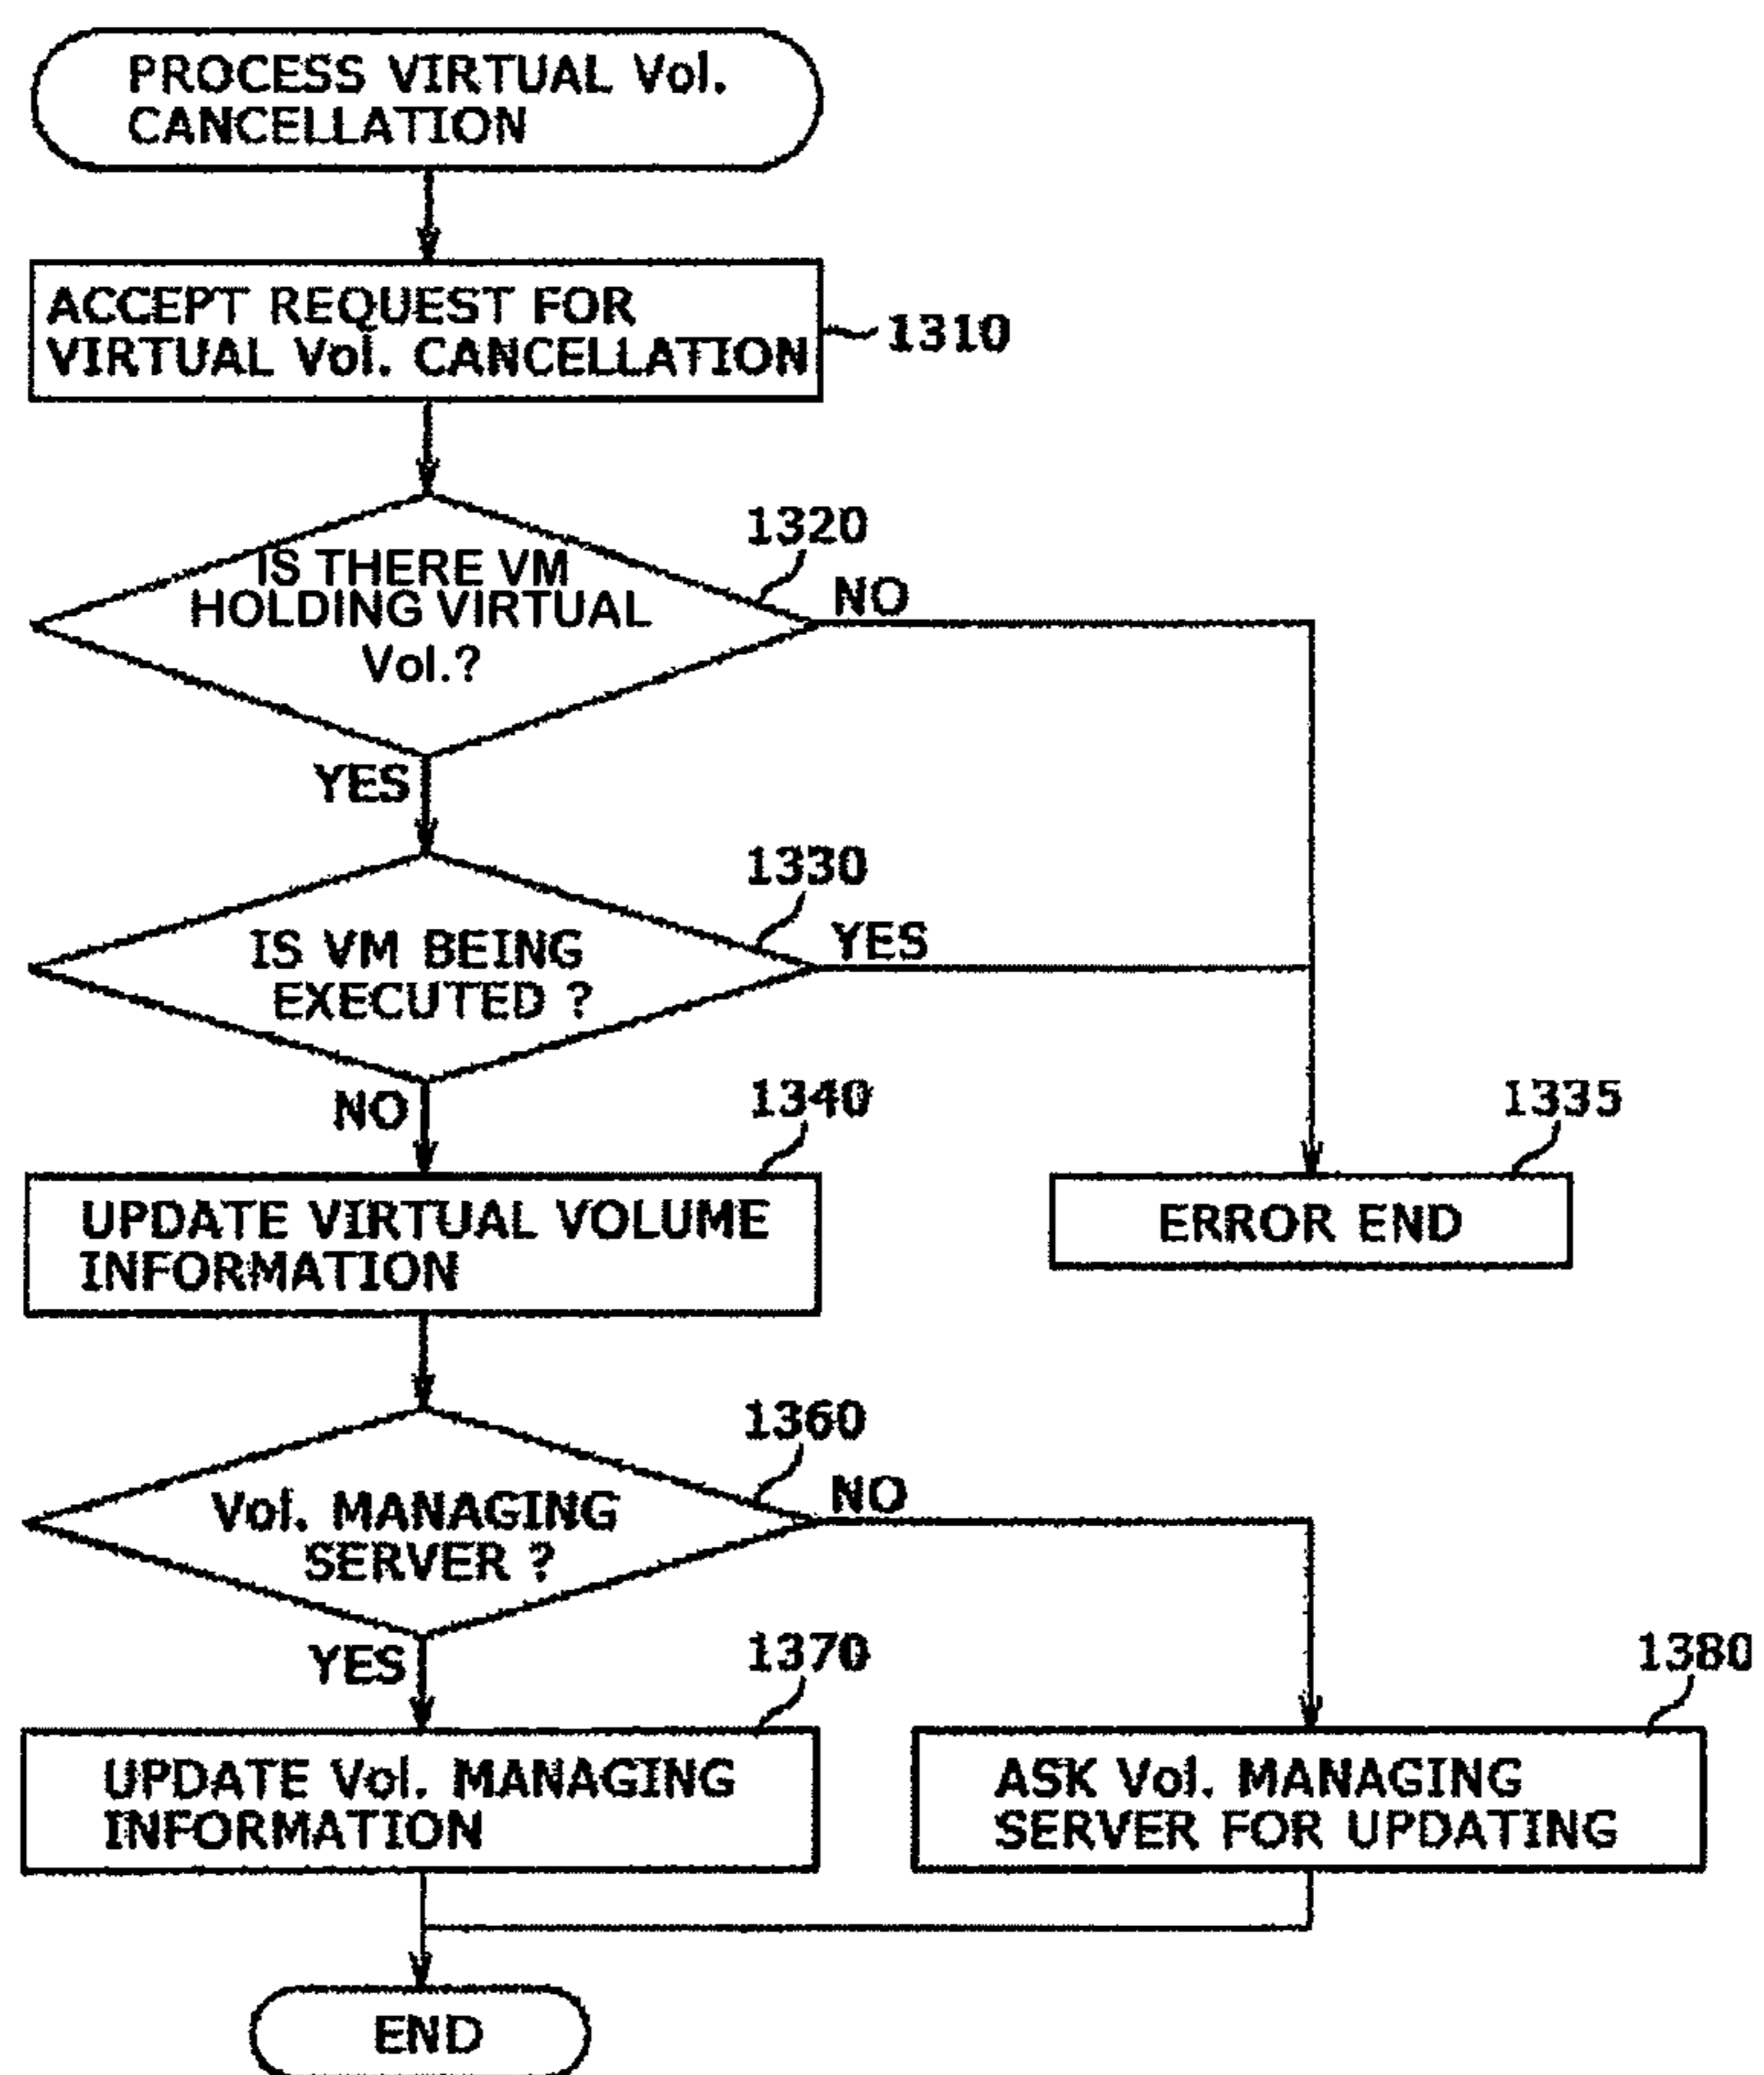 PROCESS VIRTUAL Vol.
CANCELLATION
ACCEPT REQUEST FOR
VIRTUAL Vol. CANCELLATION
1310
1320
IS THERE VM
HOLDING VIRTUAL
Vol.?
NO
YES
1330
IS VM BEING
EXECUTED ?
YES
NO
1340
1335
UPDATE VIRTUAL VOLUME
INFORMATION
ERROR END
1360
Vol. MANAGING
SERVER ?
NO
YES
1370
1380
UPDATE Vol. MANAGING
INFORMATION
ASK Vol. MANAGING
SERVER FOR UPDATING
END